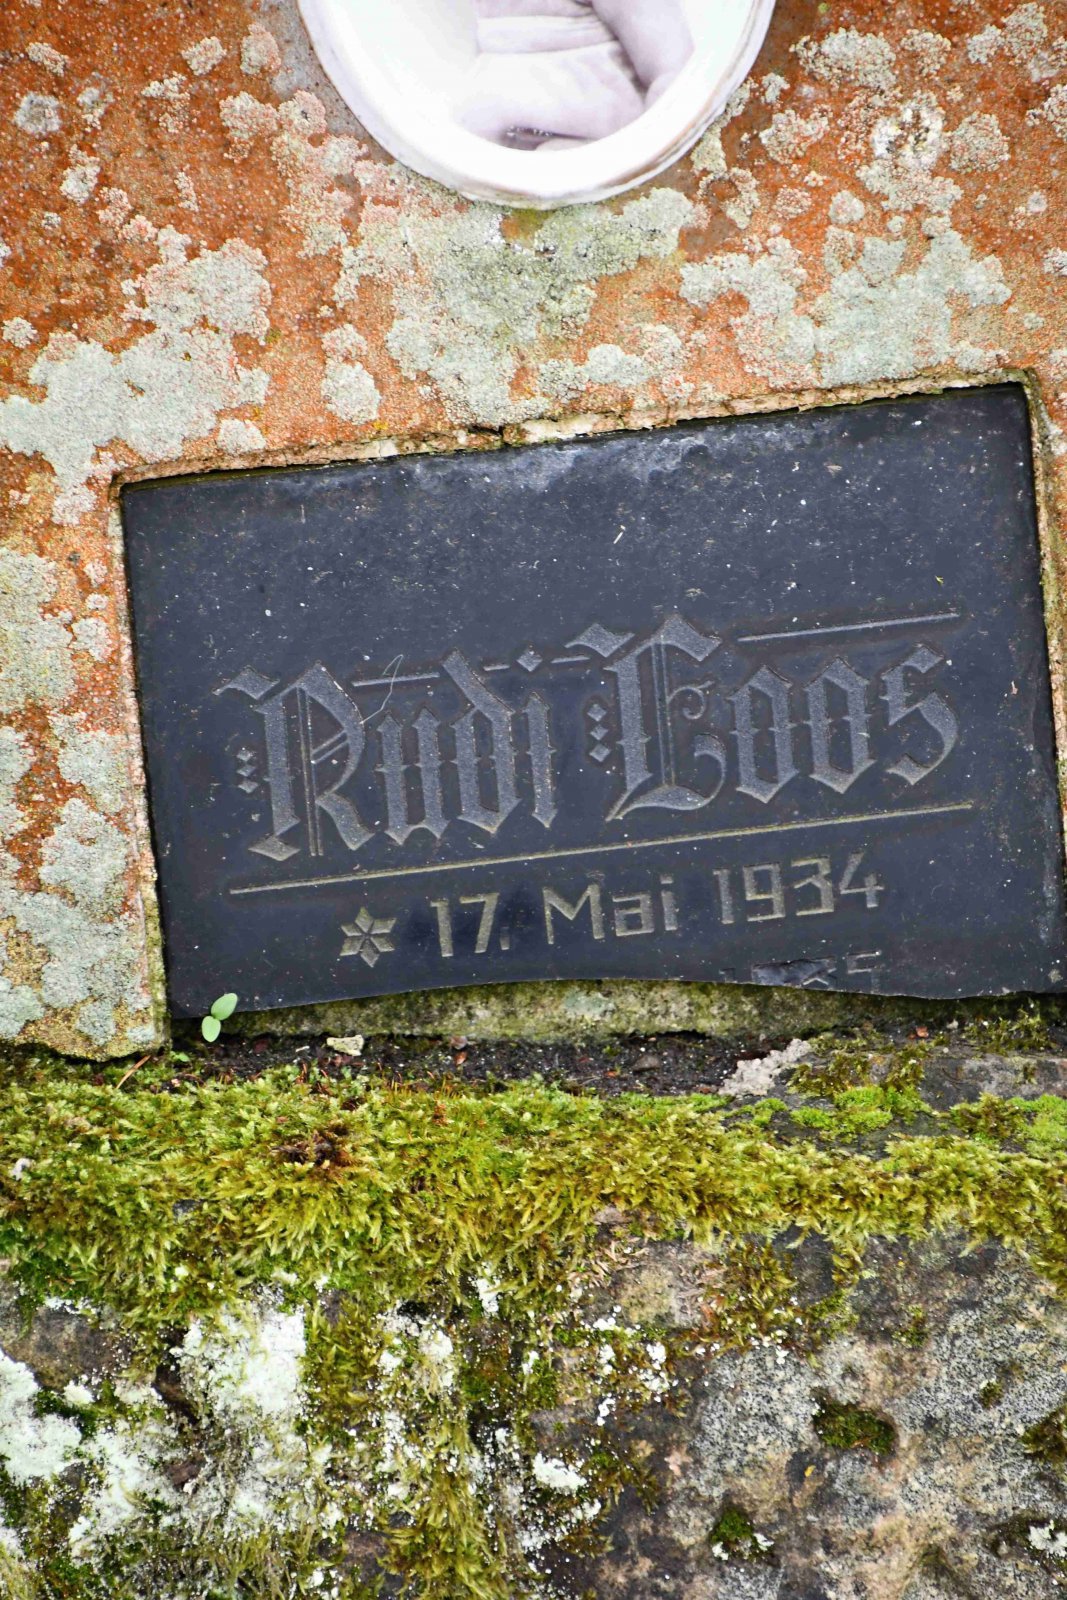 Rudi Loos
* 17. Mai 1934